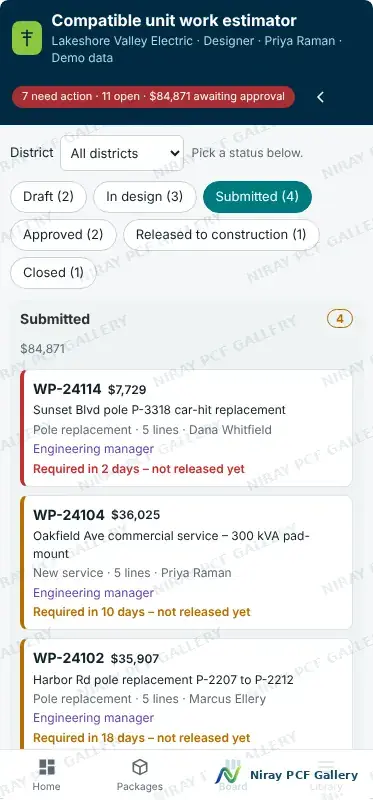 Compatible unit work estimator
Lakeshore Valley Electric · Designer · Priya Raman ·
Demo data
7 need action · 11 open · $84,871 awaiting approval
District
All districts
Pick a status below.
Draft (2)
In design (3)
Submitted (4)
Approved (2)
Released to construction (1)
Closed (1)
Submitted
4
$84,871
WP-24114 $7,729
Sunset Blvd pole P-3318 car-hit replacement
Pole replacement · 5 lines · Dana Whitfield
Engineering manager
Required in 2 days – not released yet
WP-24104 $36,025
Oakfield Ave commercial service – 300 kVA pad-
mount
New service · 5 lines · Priya Raman
Engineering manager
Required in 10 days – not released yet
WP-24102 $35,907
Harbor Rd pole replacement P-2207 to P-2212
Pole replacement · 5 lines · Marcus Ellery
Engineering manager
Required in 18 days – not released yet
Home
Packages
Board
Library
Niray PCF Gallery
NIRAY PCF GALLERY